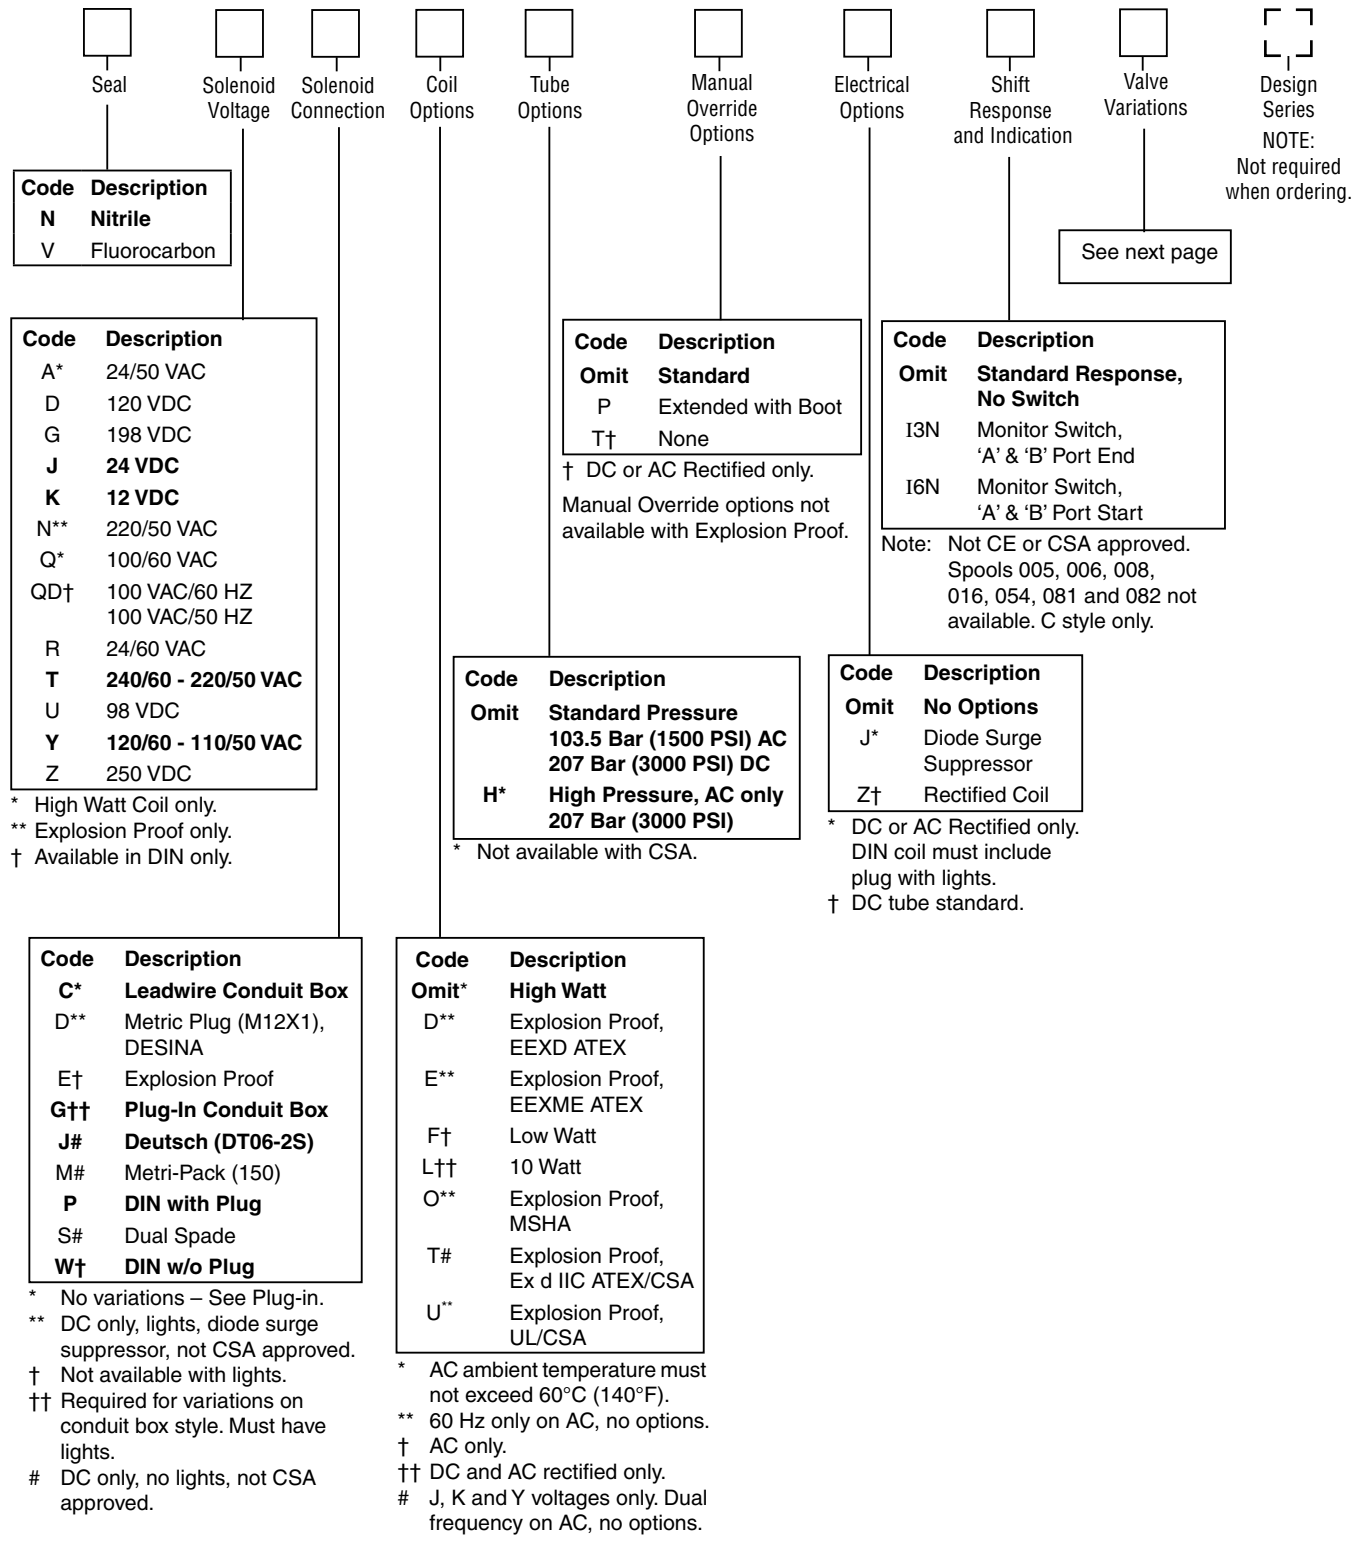 Seal
Solenoid
Voltage
Solenoid
Connection
Coil
Options
Tube
Options
Manual
Override
Options
Electrical
Options
Shift
Response
and Indication
Valve
Variations
Design
Series
NOTE:
Not required
when ordering.
Code Description
N Nitrile
V Fluorocarbon
See next page
Code Description
A* 24/50 VAC
D 120 VDC
G 198 VDC
J 24 VDC
K 12 VDC
N** 220/50 VAC
Q* 100/60 VAC
QD† 100 VAC/60 HZ
100 VAC/50 HZ
R 24/60 VAC
T 240/60 - 220/50 VAC
U 98 VDC
Y 120/60 - 110/50 VAC
Z 250 VDC
* High Watt Coil only.
** Explosion Proof only.
† Available in DIN only.
Code Description
Omit Standard
P Extended with Boot
T† None
† DC or AC Rectified only.
Manual Override options not
available with Explosion Proof.
Code Description
Omit Standard Response,
No Switch
I3N Monitor Switch,
‘A’ & ‘B’ Port End
I6N Monitor Switch,
‘A’ & ‘B’ Port Start
Note: Not CE or CSA approved.
Spools 005, 006, 008,
016, 054, 081 and 082 not
available. C style only.
Code Description
Omit Standard Pressure
103.5 Bar (1500 PSI) AC
207 Bar (3000 PSI) DC
H* High Pressure, AC only
207 Bar (3000 PSI)
* Not available with CSA.
Code Description
Omit No Options
J* Diode Surge
Suppressor
Z† Rectified Coil
* DC or AC Rectified only.
DIN coil must include
plug with lights.
† DC tube standard.
Code Description
C* Leadwire Conduit Box
D** Metric Plug (M12X1),
DESINA
E† Explosion Proof
G†† Plug-In Conduit Box
J# Deutsch (DT06-2S)
M# Metri-Pack (150)
P DIN with Plug
S# Dual Spade
W† DIN w/o Plug
* No variations – See Plug-in.
** DC only, lights, diode surge
suppressor, not CSA approved.
† Not available with lights.
†† Required for variations on
conduit box style. Must have
lights.
# DC only, no lights, not CSA
approved.
Code Description
Omit* High Watt
D** Explosion Proof,
EEXD ATEX
E** Explosion Proof,
EEXME ATEX
F† Low Watt
L†† 10 Watt
O** Explosion Proof,
MSHA
T# Explosion Proof,
Ex d IIC ATEX/CSA
U** Explosion Proof,
UL/CSA
* AC ambient temperature must
not exceed 60°C (140°F).
** 60 Hz only on AC, no options.
† AC only.
†† DC and AC rectified only.
# J, K and Y voltages only. Dual
frequency on AC, no options.